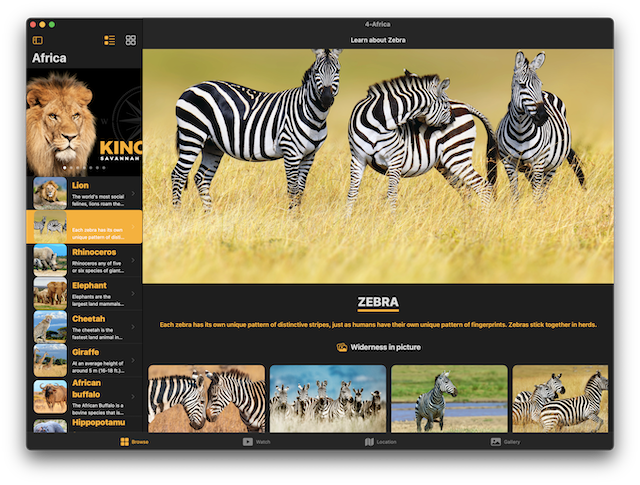 4-Africa
Learn about Zebra
Africa
KING
SAVANNAH
Lion
The world's most social
felines, lions roam the...
Each zebra has its own
unique pattern of disti...
Rhinoceros
Rhinoceros any of five
or six species of giant...
Elephant
Elephants are the
largest land mammals...
Cheetah
The cheetah is the
fastest land animal in...
Giraffe
At an average height of
around 5 m (16-18 ft.)...
African
buffalo
The African Buffalo is a
bovine species that is...
Hippopotamu
ZEBRA
Each zebra has its own unique pattern of distinctive stripes, just as humans have their own unique pattern of fingerprints. Zebras stick together in herds.
Widerness in picture
Browse
Watch
Location
Gallery